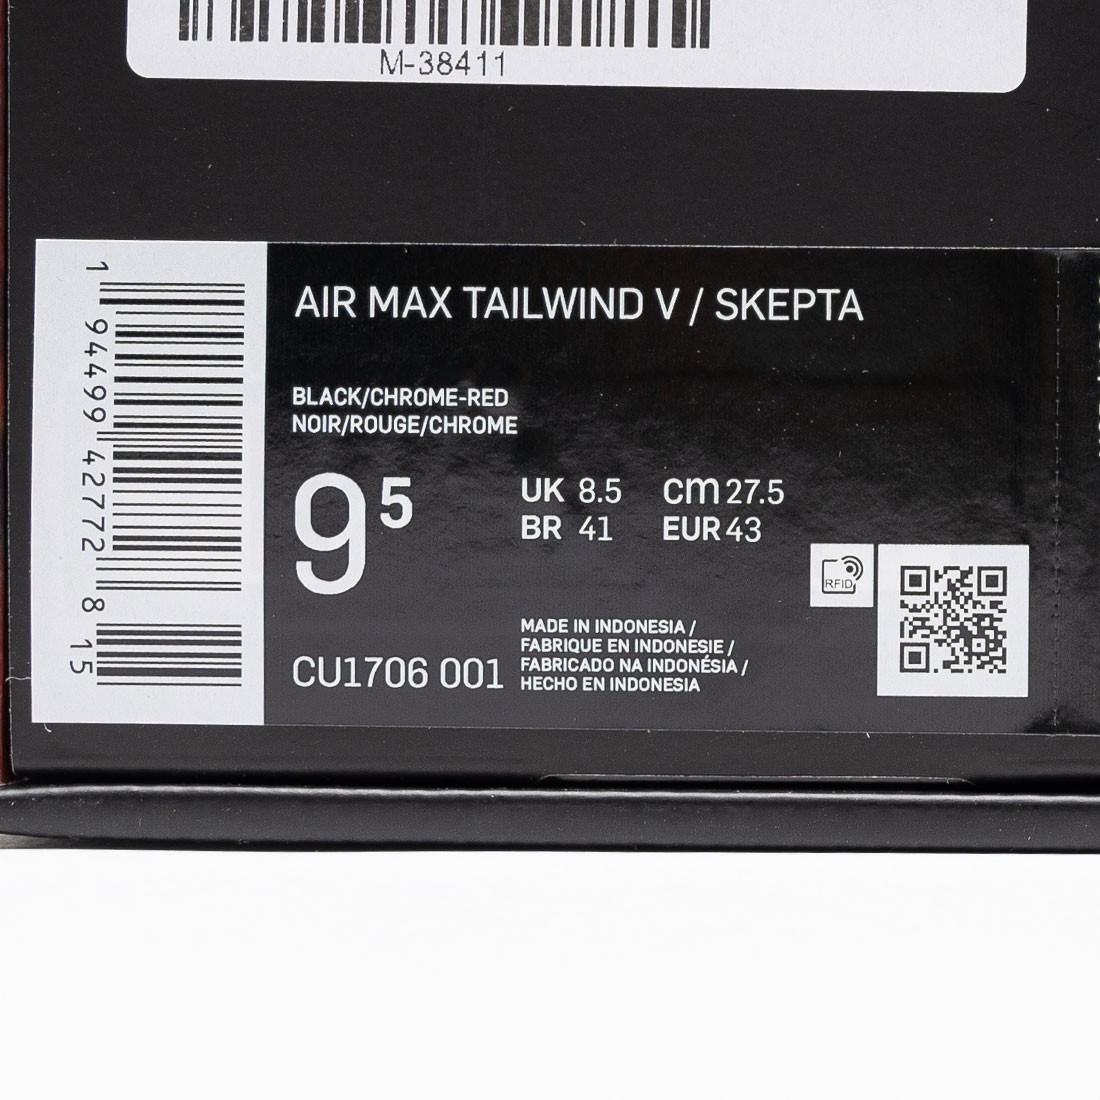 M-38411
AIR MAX TAILWIND V / SKEPTA
BLACK/CHROME-RED
NOIR/ROUGE/CHROME
9 5
UK 8.5 cm 27.5
BR 41 EUR 43
RFID
CU1706 001
MADE IN INDONESIA /
FABRIQUE EN INDONESIE /
FABRICADO NA INDONÉSIA /
HECHO EN INDONESIA
1 94499 42772 8 15